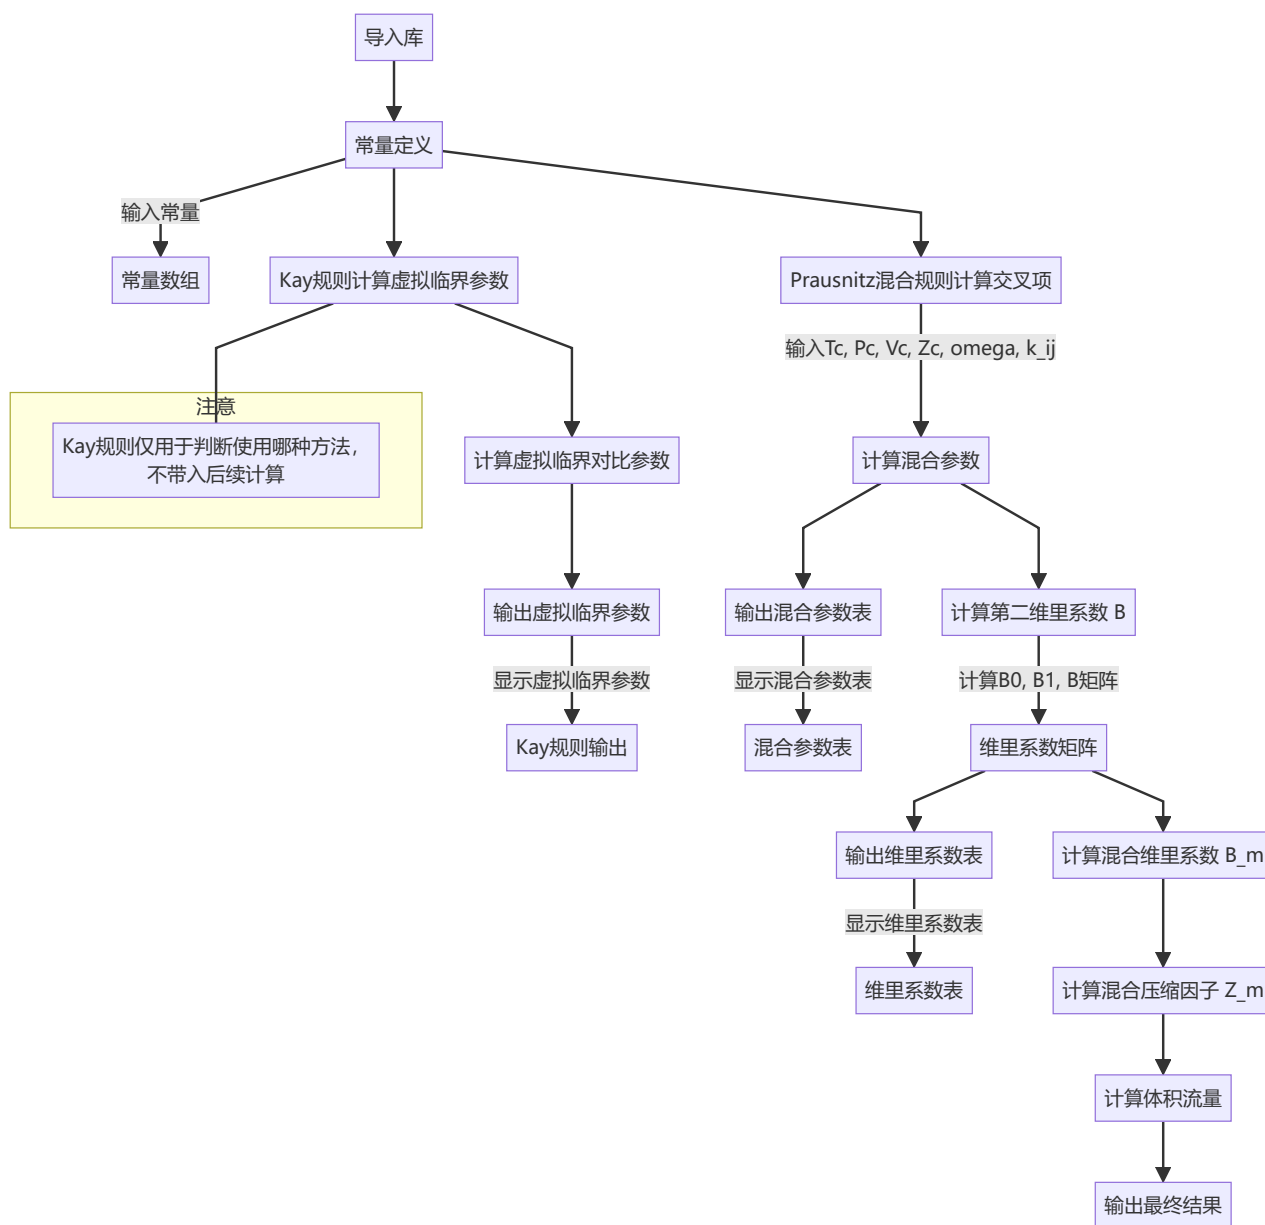 导入库
常量定义
输入常量
常量数组
Kay规则计算虚拟临界参数
Prausnitz混合规则计算交叉项
输入Tc, Pc, Vc, Zc, omega, k_ij
注意
Kay规则仅用于判断使用哪种方法，
不带入后续计算
计算虚拟临界对比参数
计算混合参数
输出虚拟临界参数
输出混合参数表
计算第二维里系数 B
显示虚拟临界参数
显示混合参数表
计算B0, B1, B矩阵
Kay规则输出
混合参数表
维里系数矩阵
输出维里系数表
计算混合维里系数 B_m
显示维里系数表
维里系数表
计算混合压缩因子 Z_m
计算体积流量
输出最终结果